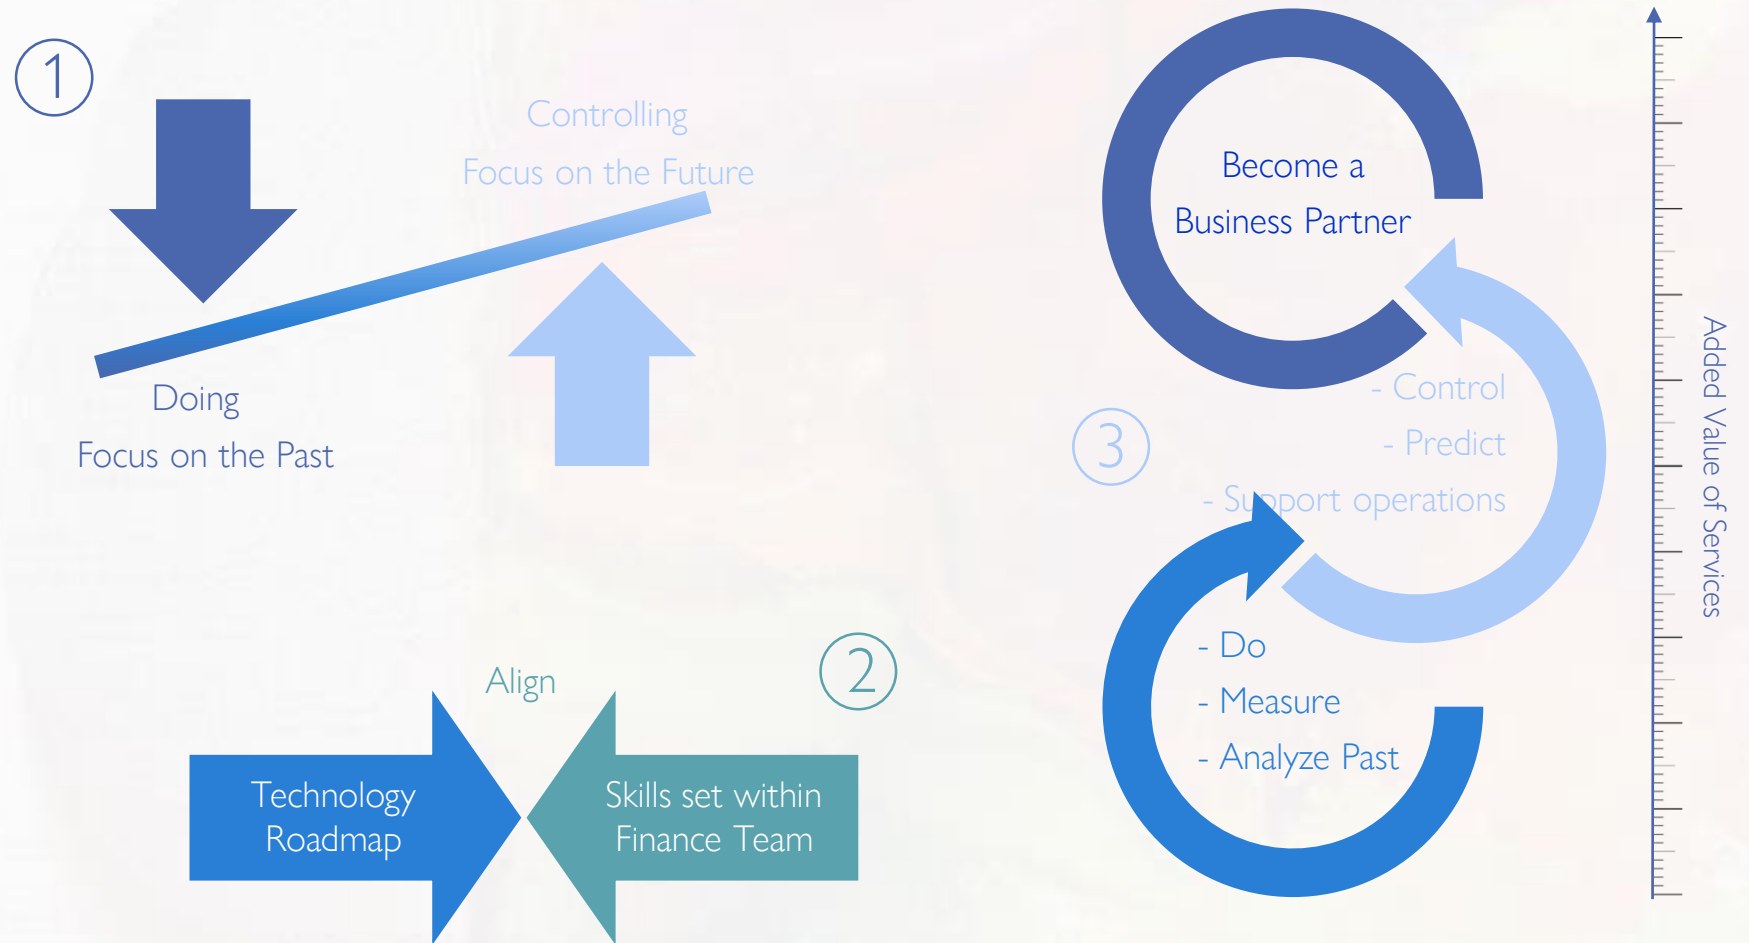 1
Controlling
Focus on the Future
Doing
Focus on the Past
Align
2
Technology
Roadmap
Skills set within
Finance Team
Become a
Business Partner
3
- Control
- Predict
- Support operations
- Do
- Measure
- Analyze Past
Added Value of Services